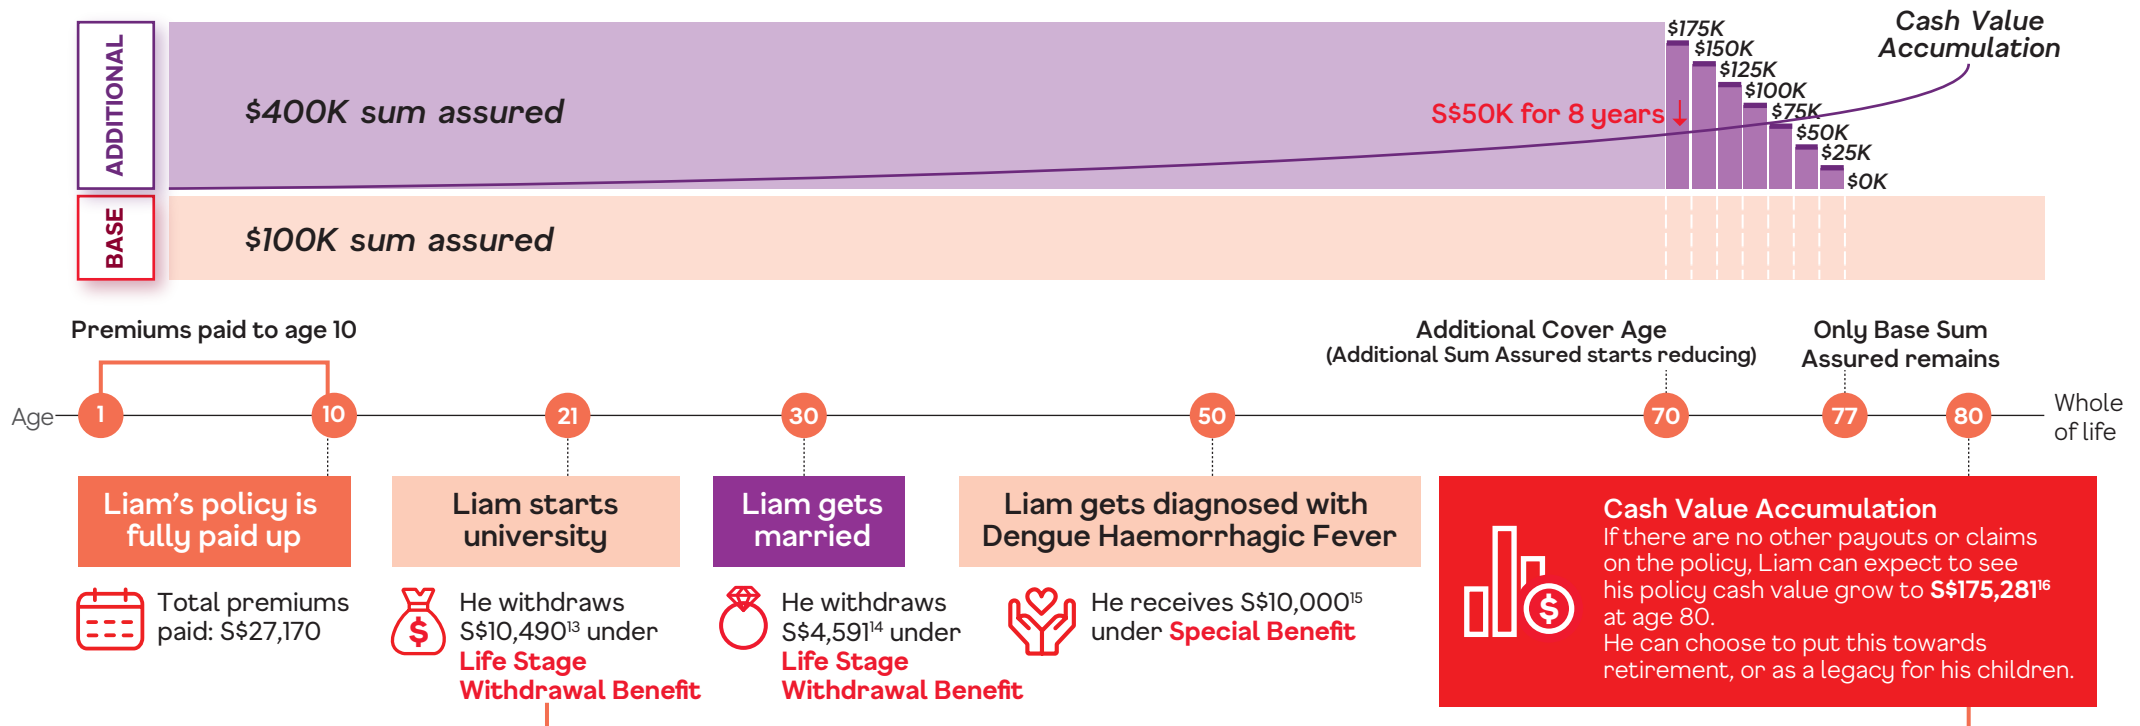 ADDITIONAL
$400K sum assured
S$50K for 8 years ↓
$175K
$150K
$125K
$100K
$75K
$50K
$25K
$0K
Cash Value
Accumulation
BASE
$100K sum assured
Premiums paid to age 10
Additional Cover Age
(Additional Sum Assured starts reducing)
Only Base Sum
Assured remains
Age
1
10
21
30
50
70
77
80
Whole
of life
Liam's policy is
fully paid up
Total premiums
paid: S$27,170
Liam starts
university
He withdraws
S$10,490¹³ under
Life Stage
Withdrawal Benefit
Liam gets
married
He withdraws
S$4,591¹⁴ under
Life Stage
Withdrawal Benefit
Liam gets diagnosed with
Dengue Haemorrhagic Fever
He receives S$10,000¹⁵
under Special Benefit
Cash Value Accumulation
If there are no other payouts or claims
on the policy, Liam can expect to see
his policy cash value grow to S$175,281¹⁶
at age 80.
He can choose to put this towards
retirement, or as a legacy for his children.